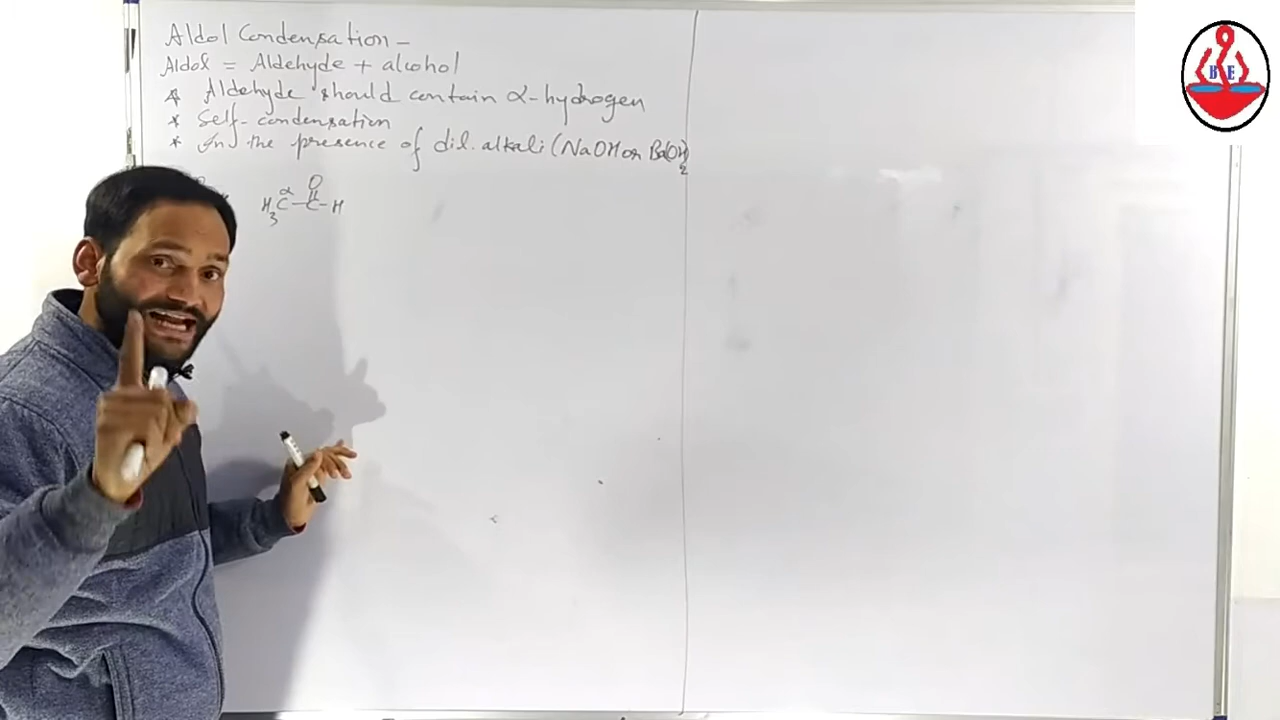 Aldol Condensation -
Aldol = Aldehyde + alcohol
* Aldehyde should contain α-hydrogen
* Self-condensation
* In the presence of dil. alkali (NaOH or Ba(OH)2
O
α
H3C-C-H
B E